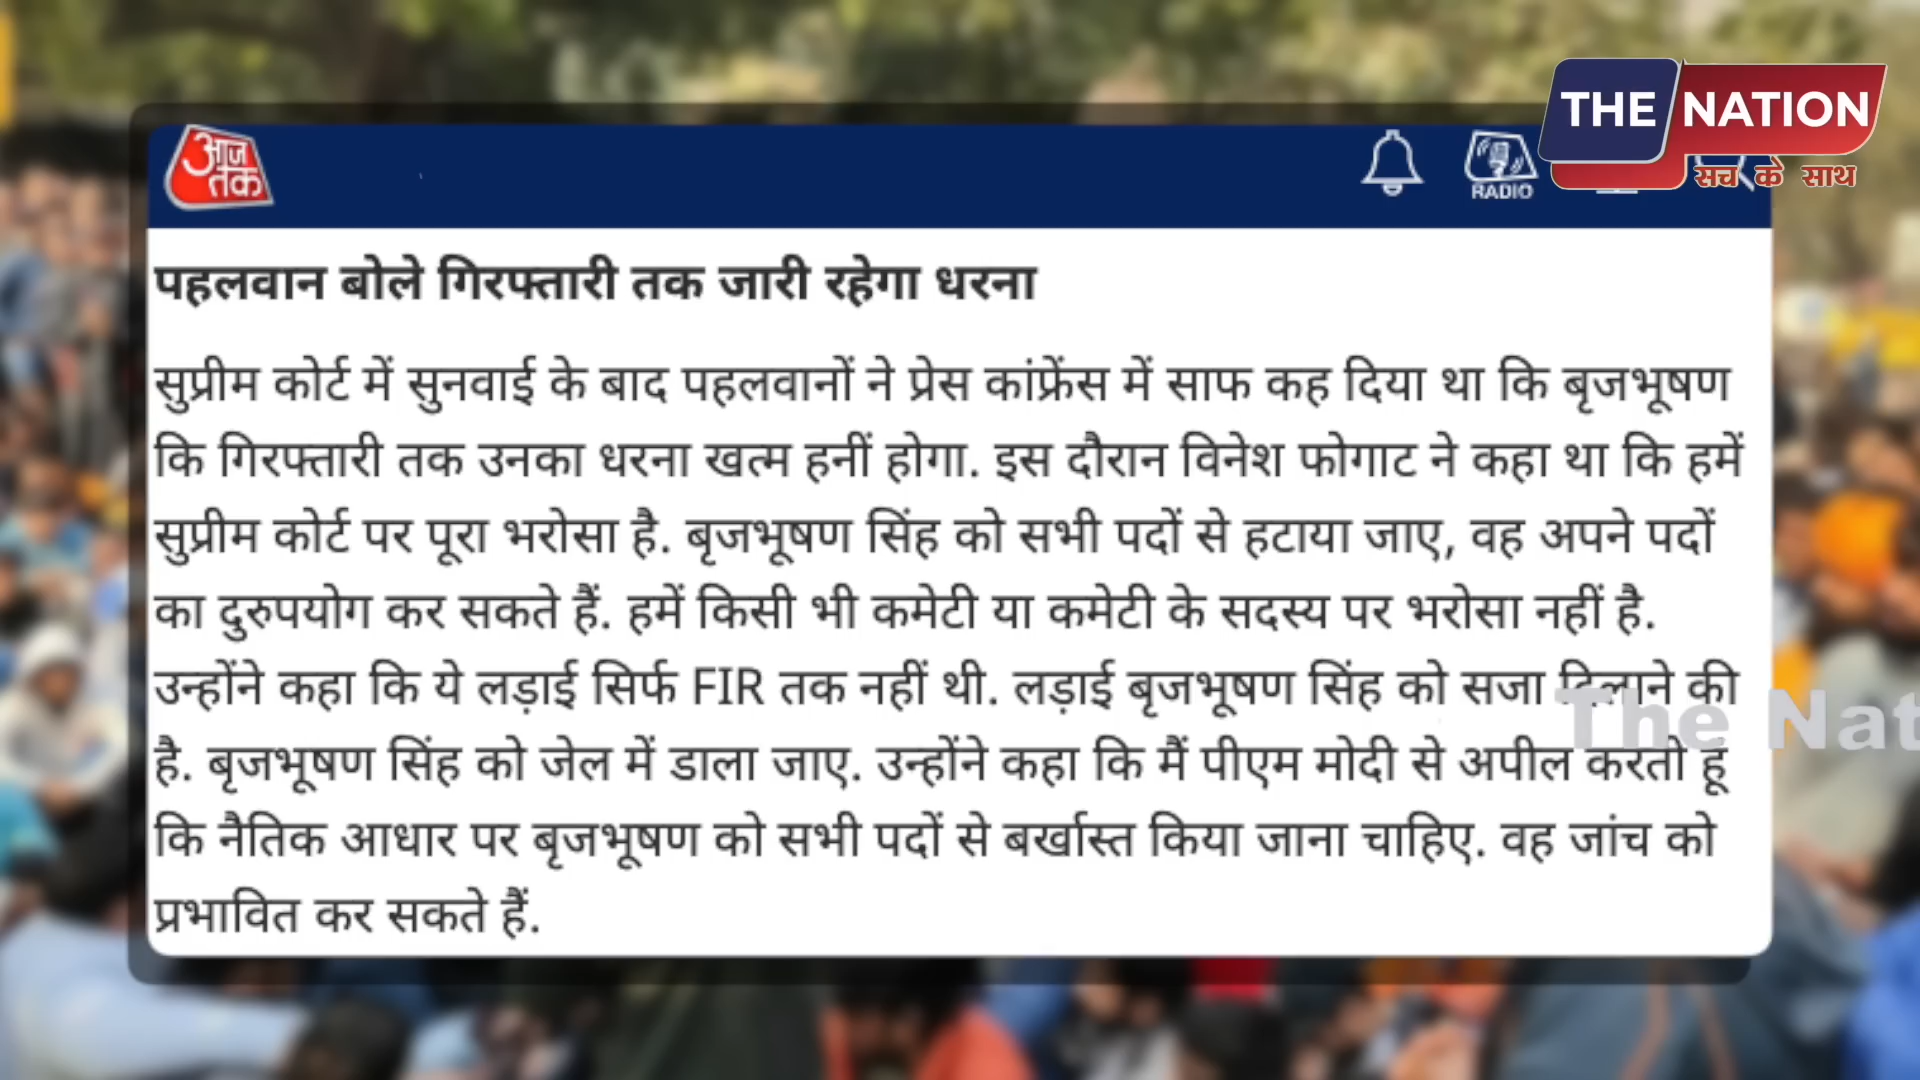 THE NATION
सच के साथ
आज
तक
RADIO
पहलवान बोले गिरफ्तारी तक जारी रहेगा धरना
सुप्रीम कोर्ट में सुनवाई के बाद पहलवानों ने प्रेस कांफ्रेंस में साफ कह दिया था कि बृजभूषण
कि गिरफ्तारी तक उनका धरना खत्म हनीं होगा. इस दौरान विनेश फोगाट ने कहा था कि हमें
सुप्रीम कोर्ट पर पूरा भरोसा है. बृजभूषण सिंह को सभी पदों से हटाया जाए, वह अपने पदों
का दुरुपयोग कर सकते हैं. हमें किसी भी कमेटी या कमेटी के सदस्य पर भरोसा नहीं है.
उन्होंने कहा कि ये लड़ाई सिर्फ FIR तक नहीं थी. लड़ाई बृजभूषण सिंह को सजा दिलाने की
है. बृजभूषण सिंह को जेल में डाला जाए. उन्होंने कहा कि मैं पीएम मोदी से अपील करती हूं
कि नैतिक आधार पर बृजभूषण को सभी पदों से बर्खास्त किया जाना चाहिए. वह जांच को
प्रभावित कर सकते हैं.
The Nat